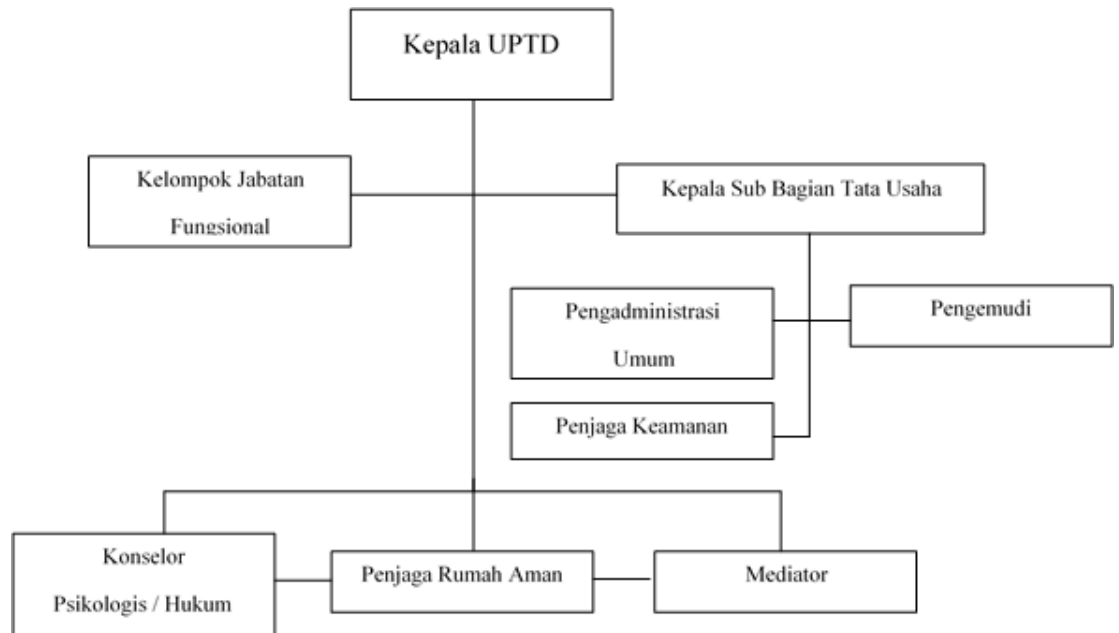 Kepala UPTD
Kelompok Jabatan
Fungsional
Kepala Sub Bagian Tata Usaha
Pengadministrasi
Umum
Pengemudi
Penjaga Keamanan
Konselor
Psikologis / Hukum
Penjaga Rumah Aman
Mediator